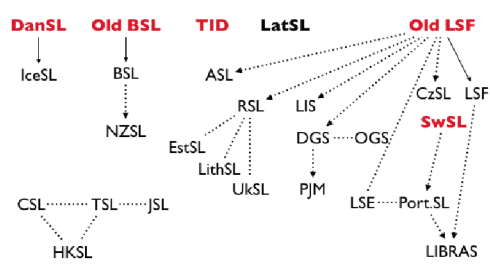 DanSL Old BSL TID LatSL Old LSF
IceSL BSL ASL CzSL LSF
RSL LIS
SwSL
NZSL DGS OGS
EstSL
LithSL
UkSL PJM
CSL TSL JSL LSE Port.SL
HKSL LIBRAS